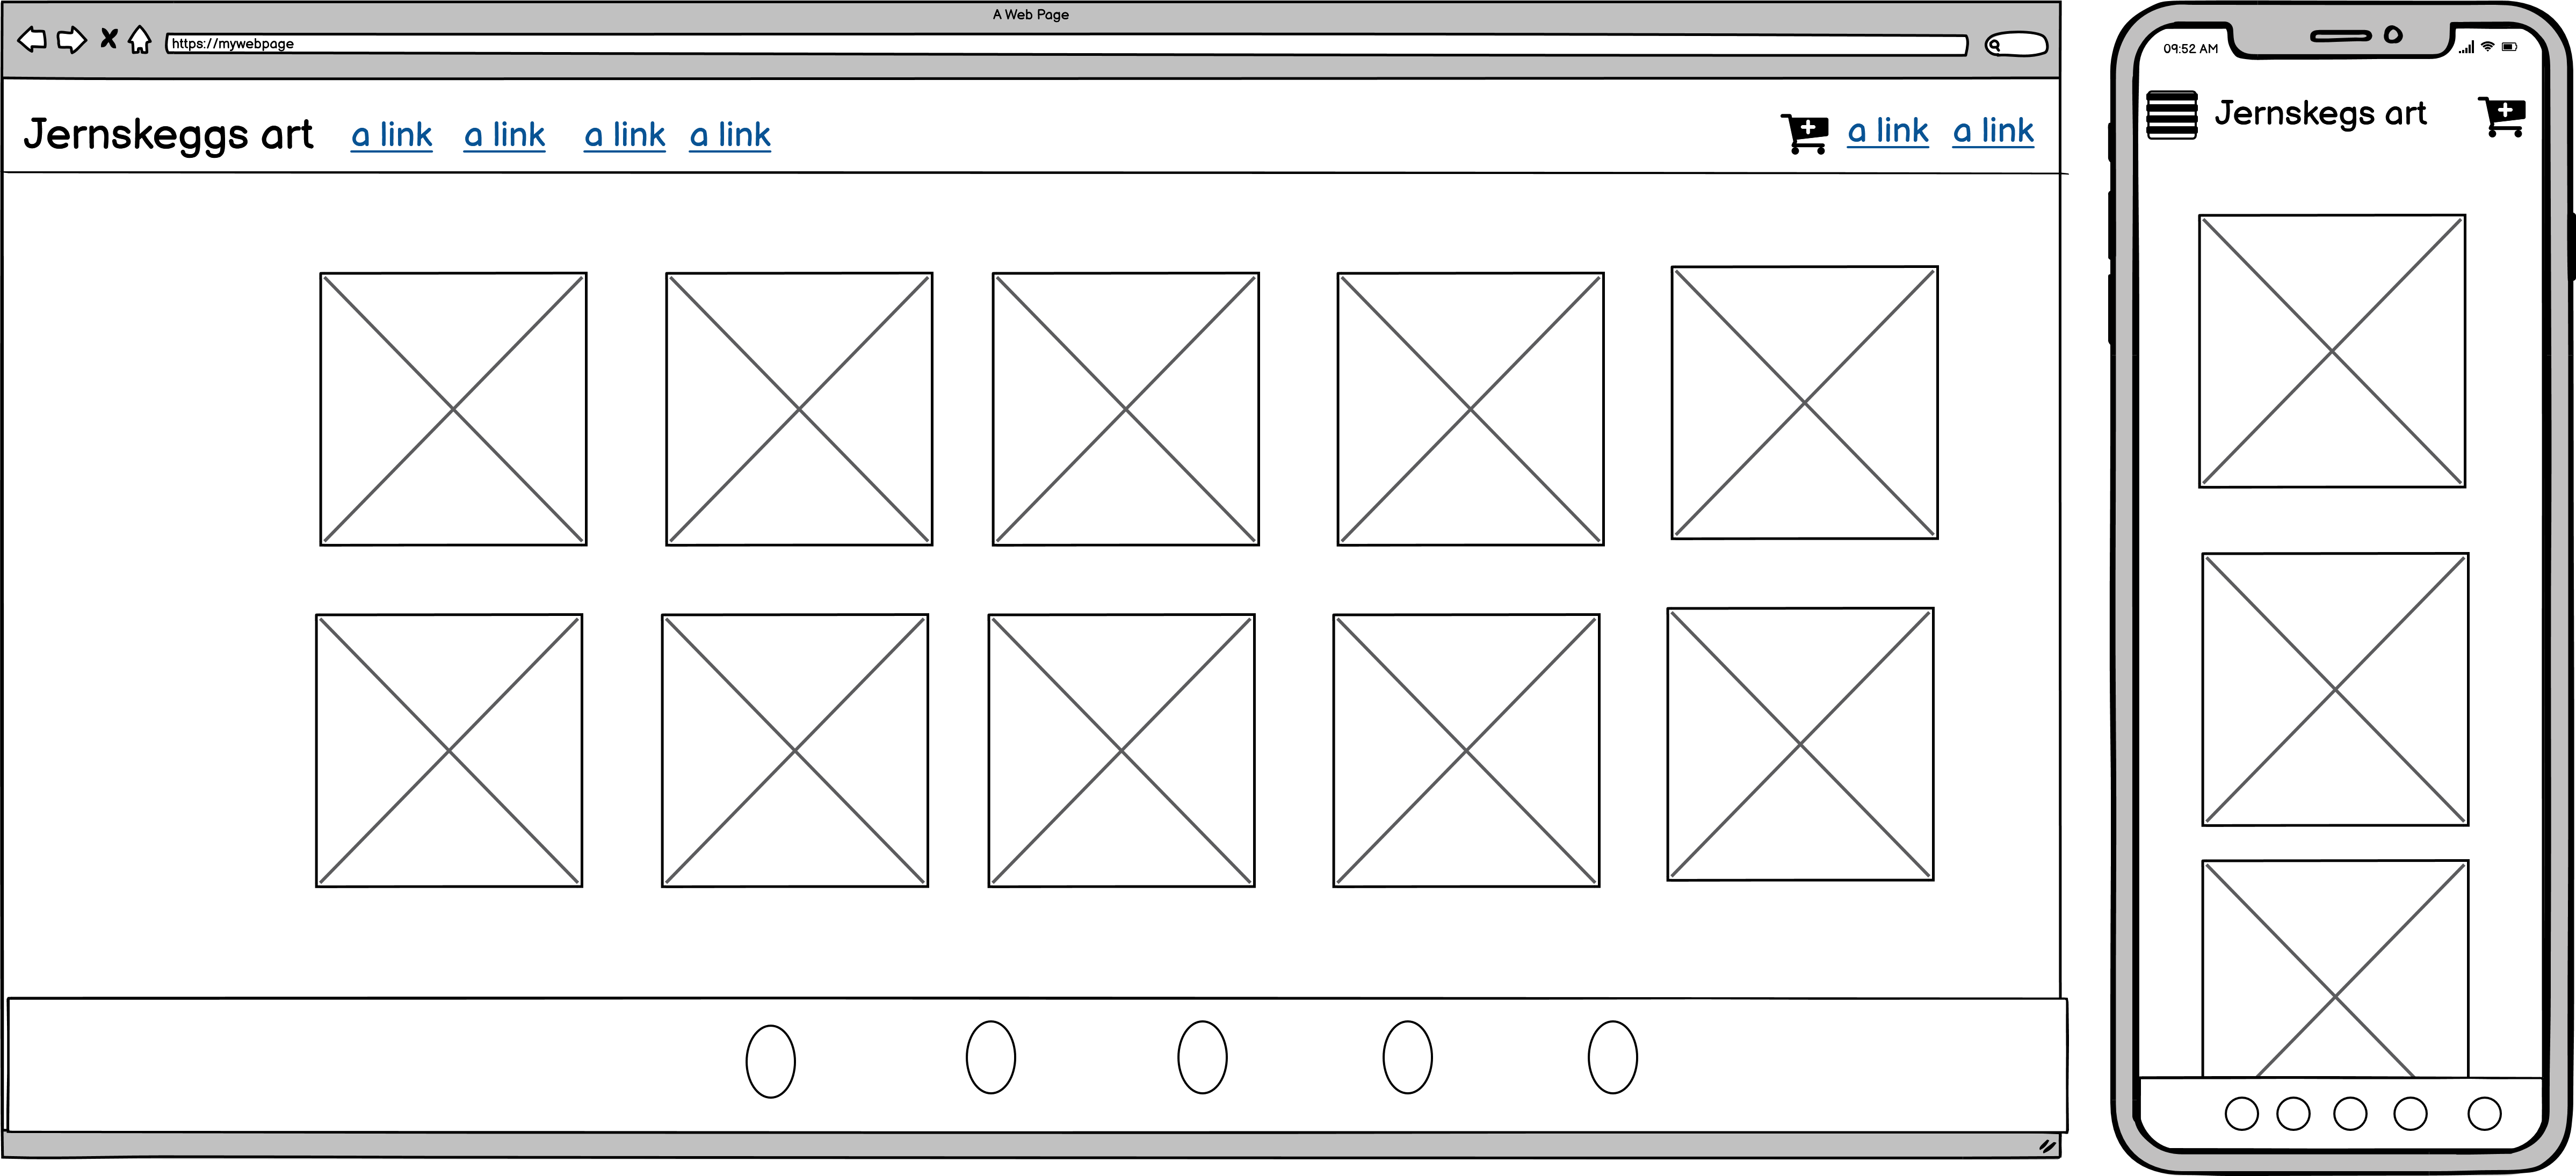 A Web Page
https://mywebpage
Jernskeggs art a link a link a link a link a link a link
09:52 AM
Jernskegs art